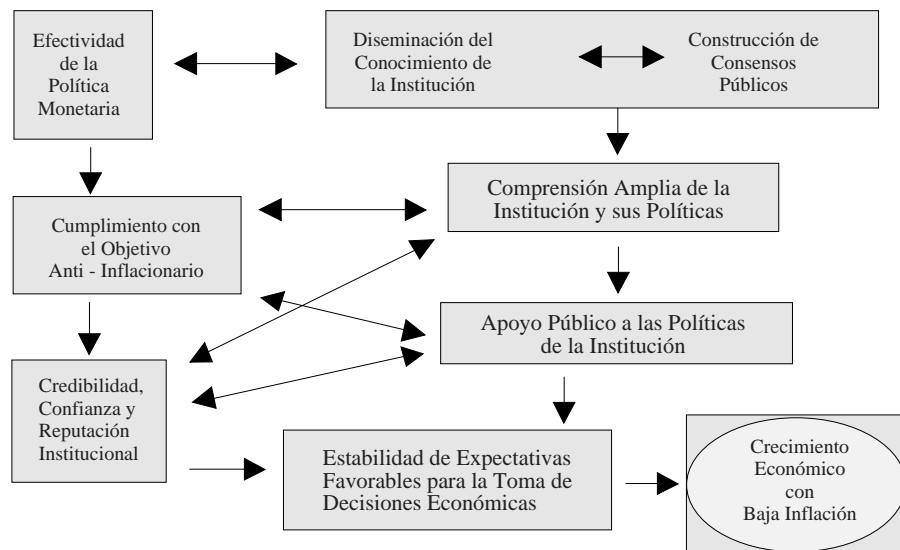 Efectividad
de la
Política
Monetaria
Diseminación del
Conocimiento de
la Institución
Construcción de
Consensos
Públicos
Cumplimiento con
el Objetivo
Anti - Inflacionario
Comprensión Amplia de la
Institución y sus Políticas
Apoyo Público a las Políticas
de la Institución
Credibilidad,
Confianza y
Reputación
Institucional
Estabilidad de Expectativas
Favorables para la Toma de
Decisiones Económicas
Crecimiento
Económico
con
Baja Inflación